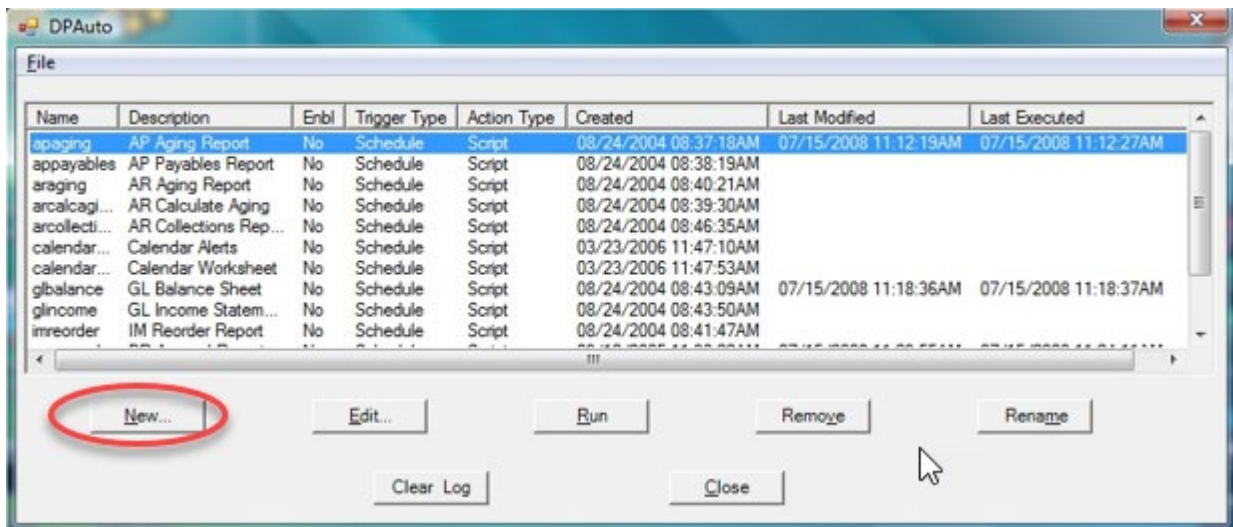 DPAuto
File
Name Description Enbl Trigger Type Action Type Created Last Modified Last Executed
apaging AP Aging Report No Schedule Script 08/24/2004 08:37:18AM 07/15/2008 11:12:19AM 07/15/2008 11:12:27AM
appayables AP Payables Report No Schedule Script 08/24/2004 08:38:19AM
araging AR Aging Report No Schedule Script 08/24/2004 08:40:21AM
arcalcagi... AR Calculate Aging No Schedule Script 08/24/2004 08:39:30AM
arcollecti... AR Collections Rep... No Schedule Script 08/24/2004 08:46:35AM
calendar... Calendar Alerts No Schedule Script 03/23/2006 11:47:10AM
calendar... Calendar Worksheet No Schedule Script 03/23/2006 11:47:53AM
glbalance GL Balance Sheet No Schedule Script 08/24/2004 08:43:09AM 07/15/2008 11:18:36AM 07/15/2008 11:18:37AM
glincome GL Income Statem... No Schedule Script 08/24/2004 08:43:50AM
imreorder IM Reorder Report No Schedule Script 08/24/2004 08:41:47AM
New... Edit... Run Remove Rename
Clear Log Close